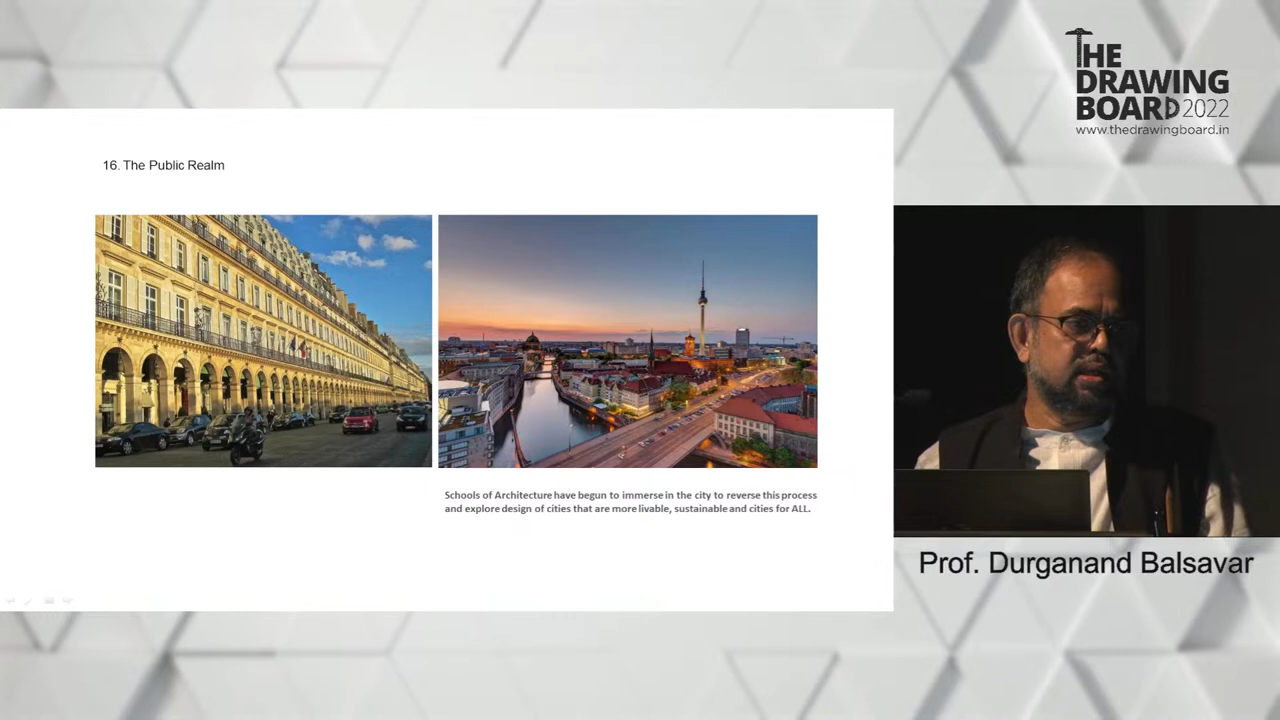 THE
DRAWING
BOARD 2022
www.thedrawingboard.in
16. The Public Realm
Schools of Architecture have begun to immerse in the city to reverse this process
and explore design of cities that are more livable, sustainable and cities for ALL.
Prof. Durganand Balsavar